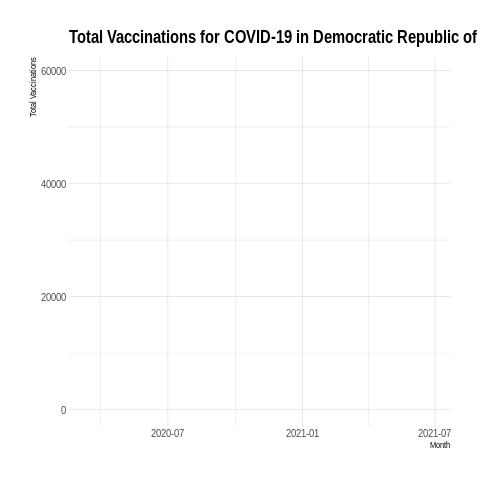 Total Vaccinations for COVID-19 in Democratic Republic of
Total Vaccinations
60000
40000
20000
0
2020-07
2021-01
2021-07
Month